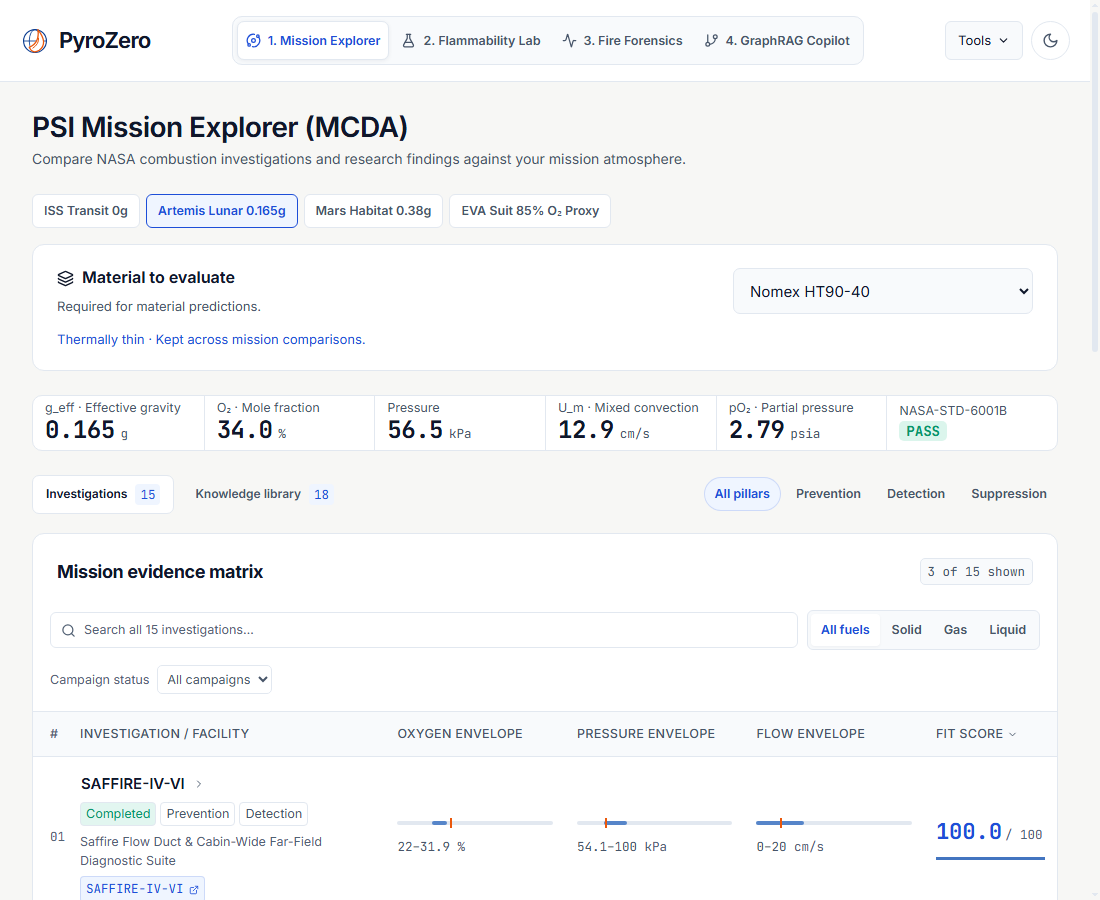 PyroZero
1. Mission Explorer
2. Flammability Lab
3. Fire Forensics
4. GraphRAG Copilot
Tools
PSI Mission Explorer (MCDA)
Compare NASA combustion investigations and research findings against your mission atmosphere.
ISS Transit 0g
Artemis Lunar 0.165g
Mars Habitat 0.38g
EVA Suit 85% O₂ Proxy
Material to evaluate
Required for material predictions.
Thermally thin · Kept across mission comparisons.
Nomex HT90-40
g_eff · Effective gravity
0.165 g
O₂ · Mole fraction
34.0 %
Pressure
56.5 kPa
U_m · Mixed convection
12.9 cm/s
pO₂ · Partial pressure
2.79 psia
NASA-STD-6001B
PASS
Investigations 15
Knowledge library 18
All pillars
Prevention
Detection
Suppression
Mission evidence matrix
3 of 15 shown
Search all 15 investigations...
All fuels
Solid
Gas
Liquid
Campaign status
All campaigns
# INVESTIGATION / FACILITY OXYGEN ENVELOPE PRESSURE ENVELOPE FLOW ENVELOPE FIT SCORE
01
SAFFIRE-IV-VI
Completed
Prevention
Detection
Saffire Flow Duct & Cabin-Wide Far-Field
Diagnostic Suite
SAFFIRE-IV-VI
22–31.9 %
54.1–100 kPa
0–20 cm/s
100.0 / 100